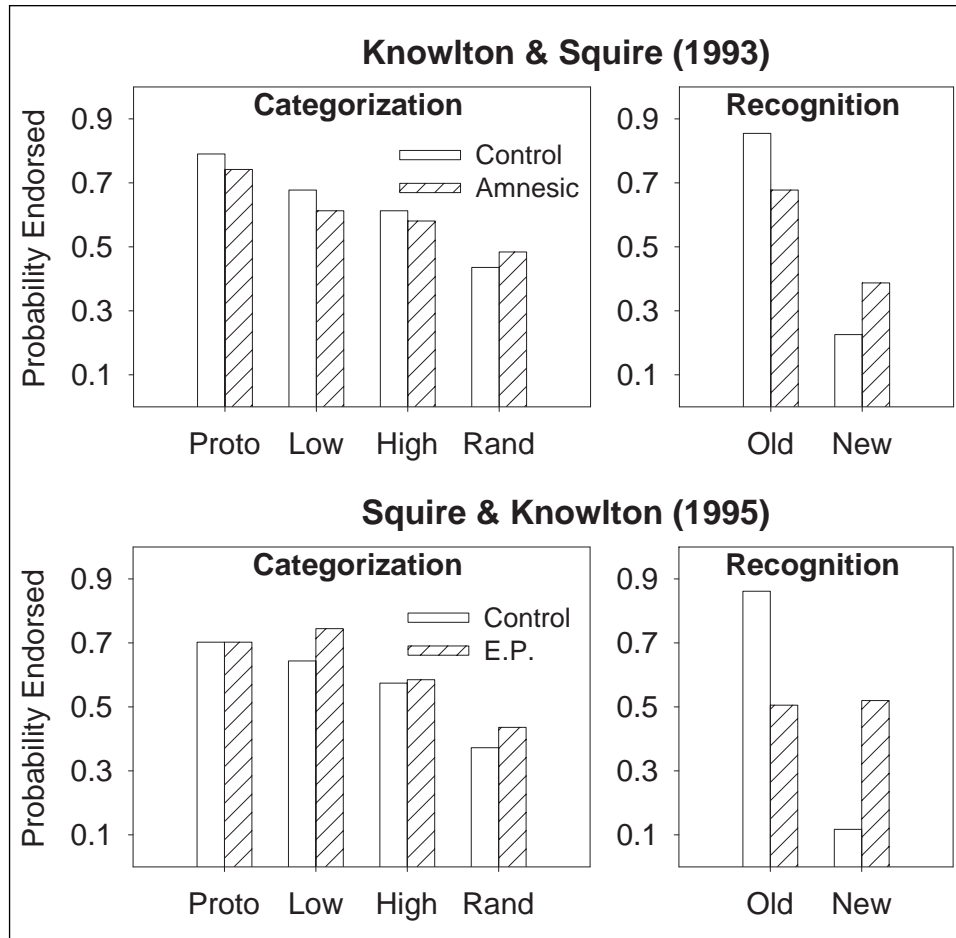 Knowlton & Squire (1993)
Categorization
Recognition
Probability Endorsed
0.9
0.7
0.5
0.3
0.1
Control
Amnesic
Proto Low High Rand
0.9
0.7
0.5
0.3
0.1
Old New
Squire & Knowlton (1995)
Categorization
Recognition
Probability Endorsed
0.9
0.7
0.5
0.3
0.1
Control
E.P.
Proto Low High Rand
0.9
0.7
0.5
0.3
0.1
Old New